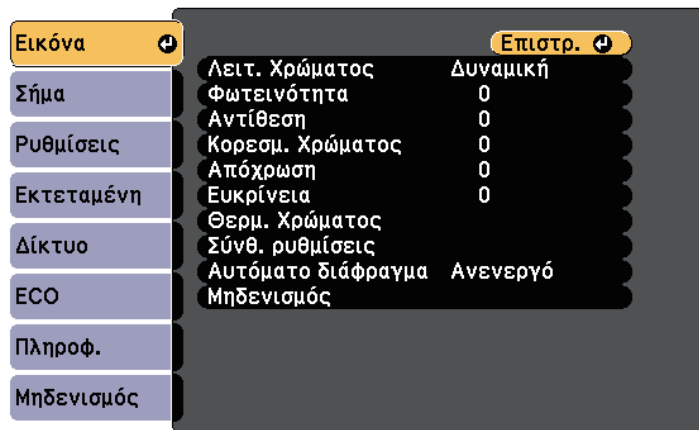 Εικόνα
Σήμα
Ρυθμίσεις
Εκτεταμένη
Δίκτυο
ECO
Πληροφ.
Μηδενισμός
Επιστρ.
Λειτ. Χρώματος Δυναμική
Φωτεινότητα 0
Αντίθεση 0
Κορεσμ. Χρώματος 0
Απόχρωση 0
Ευκρίνεια 0
Θερμ. Χρώματος
Σύνθ. ρυθμίσεις
Αυτόματο διάφραγμα Ανενεργό
Μηδενισμός